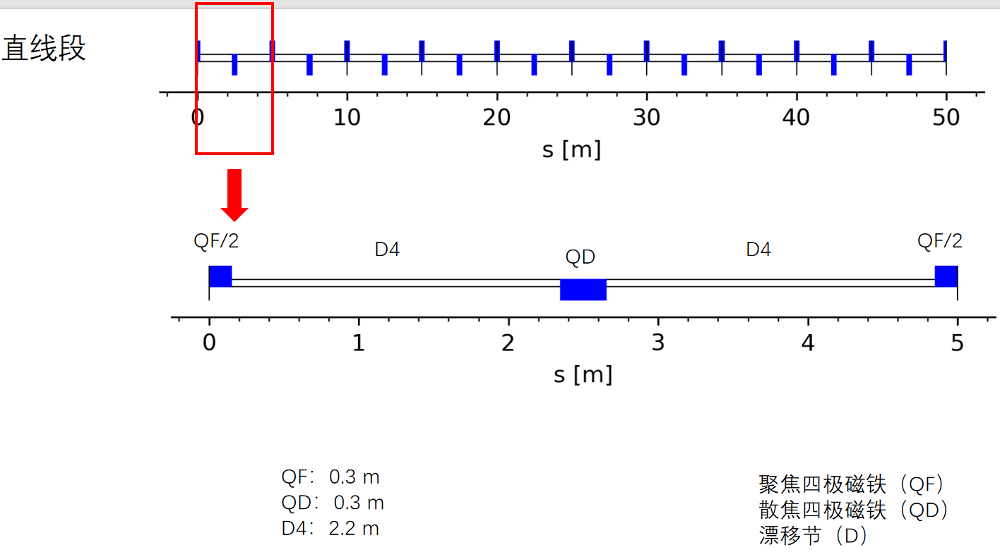 直线段
0 10 20 30 40 50
s [m]
QF/2 D4 QD D4 QF/2
0 1 2 3 4 5
s [m]
QF：0.3 m
QD： 0.3 m
D4：2.2 m
聚焦四极磁铁（QF）
散焦四极磁铁（QD）
漂移节（D）